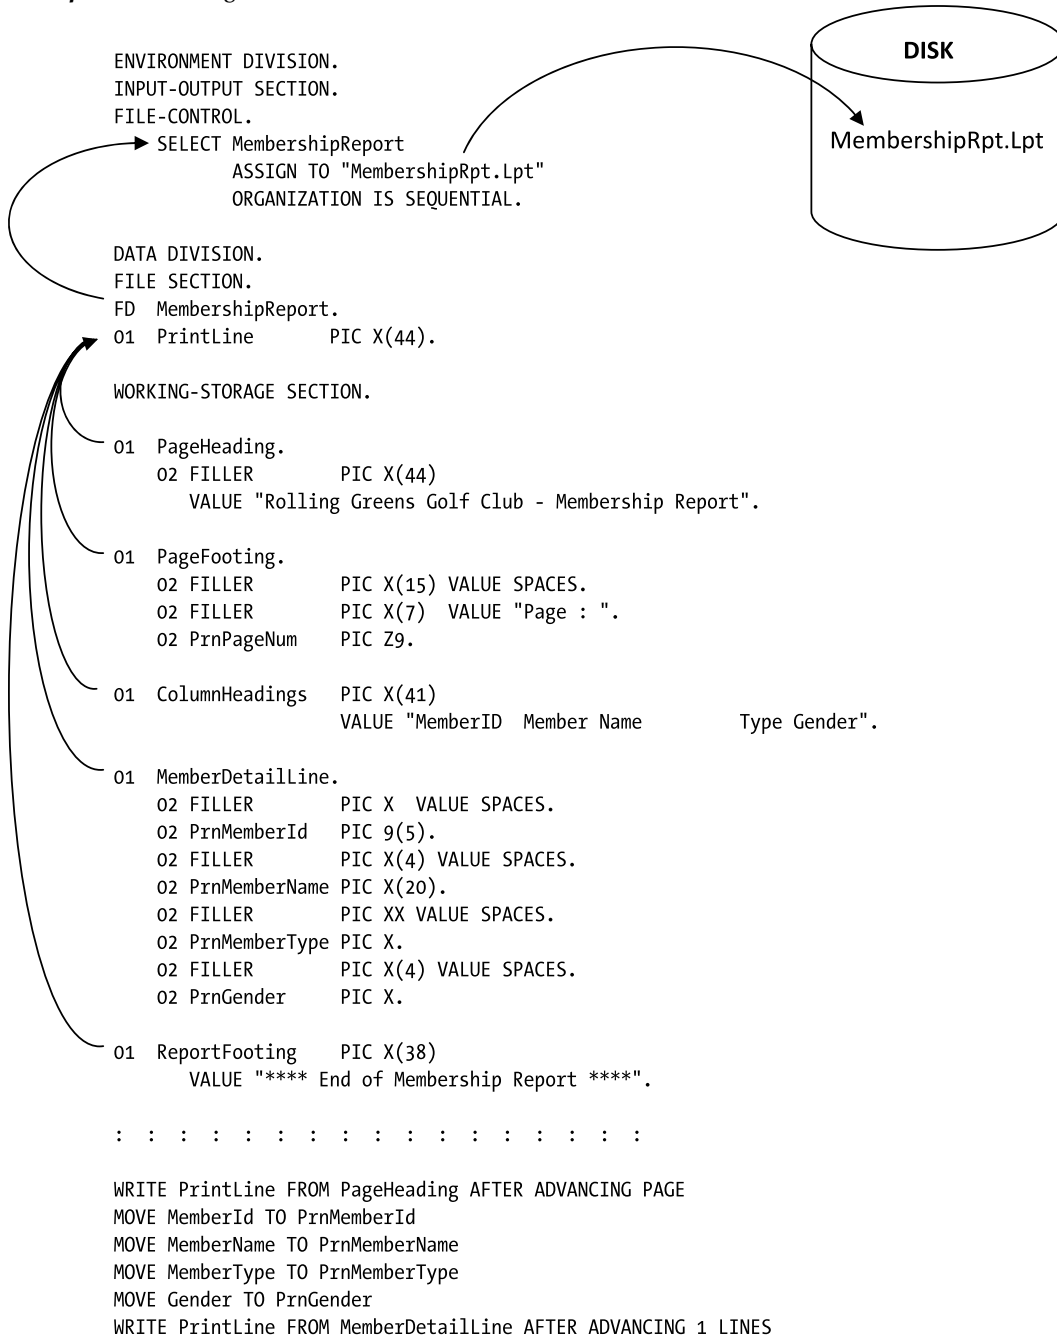 DISK
MembershipRpt.Lpt
ENVIRONMENT DIVISION.
INPUT-OUTPUT SECTION.
FILE-CONTROL.
SELECT MembershipReport
ASSIGN TO "MembershipRpt.Lpt"
ORGANIZATION IS SEQUENTIAL.
DATA DIVISION.
FILE SECTION.
FD MembershipReport.
01 PrintLine PIC X(44).
WORKING-STORAGE SECTION.
01 PageHeading.
02 FILLER PIC X(44)
VALUE "Rolling Greens Golf Club - Membership Report".
01 PageFooting.
02 FILLER PIC X(15) VALUE SPACES.
02 FILLER PIC X(7) VALUE "Page : ".
02 PrnPageNum PIC Z9.
01 ColumnHeadings PIC X(41)
VALUE "MemberID  Member Name         Type Gender".
01 MemberDetailLine.
02 FILLER PIC X VALUE SPACES.
02 PrnMemberId PIC 9(5).
02 FILLER PIC X(4) VALUE SPACES.
02 PrnMemberName PIC X(20).
02 FILLER PIC XX VALUE SPACES.
02 PrnMemberType PIC X.
02 FILLER PIC X(4) VALUE SPACES.
02 PrnGender PIC X.
01 ReportFooting PIC X(38)
VALUE "**** End of Membership Report ****".
: : : : : : : : : : : : : : : : :
WRITE PrintLine FROM PageHeading AFTER ADVANCING PAGE
MOVE MemberId TO PrnMemberId
MOVE MemberName TO PrnMemberName
MOVE MemberType TO PrnMemberType
MOVE Gender TO PrnGender
WRITE PrintLine FROM MemberDetailLine AFTER ADVANCING 1 LINES